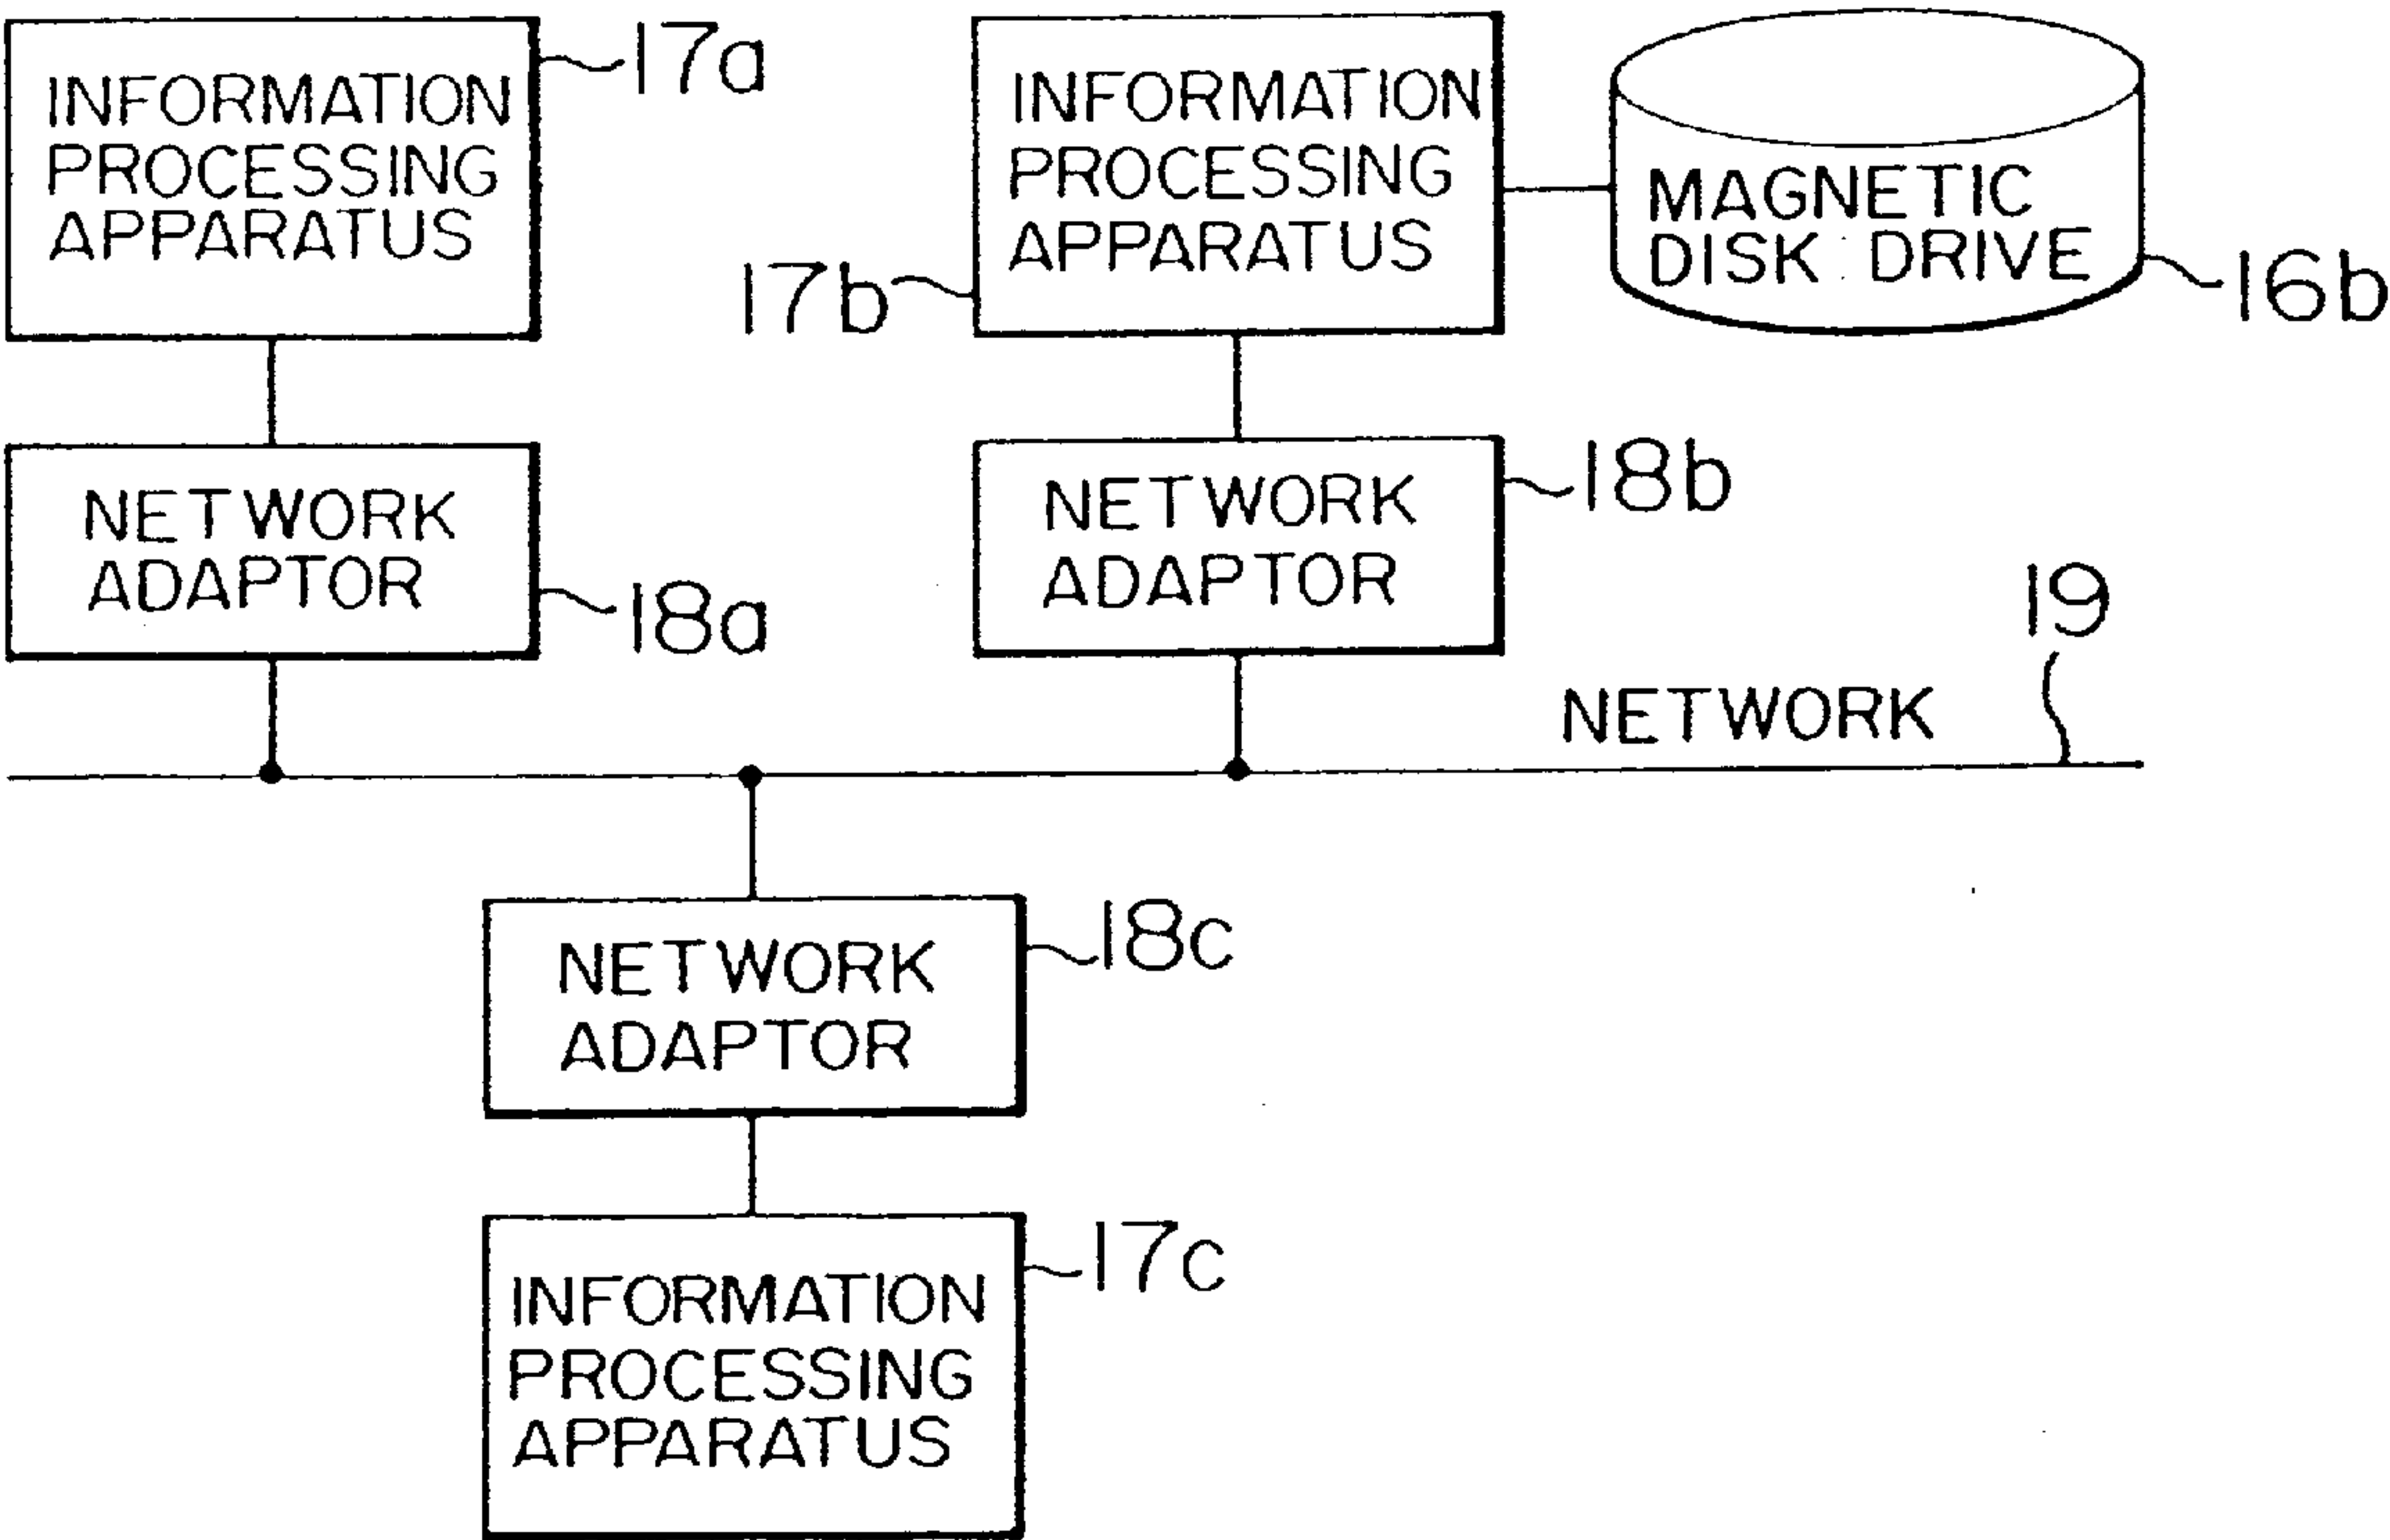 INFORMATION
PROCESSING
APPARATUS
17a
INFORMATION
PROCESSING
APPARATUS
17b
MAGNETIC
DISK DRIVE
16b
NETWORK
ADAPTOR
18a
NETWORK
ADAPTOR
18b
19
NETWORK
NETWORK
ADAPTOR
18c
INFORMATION
PROCESSING
APPARATUS
17c